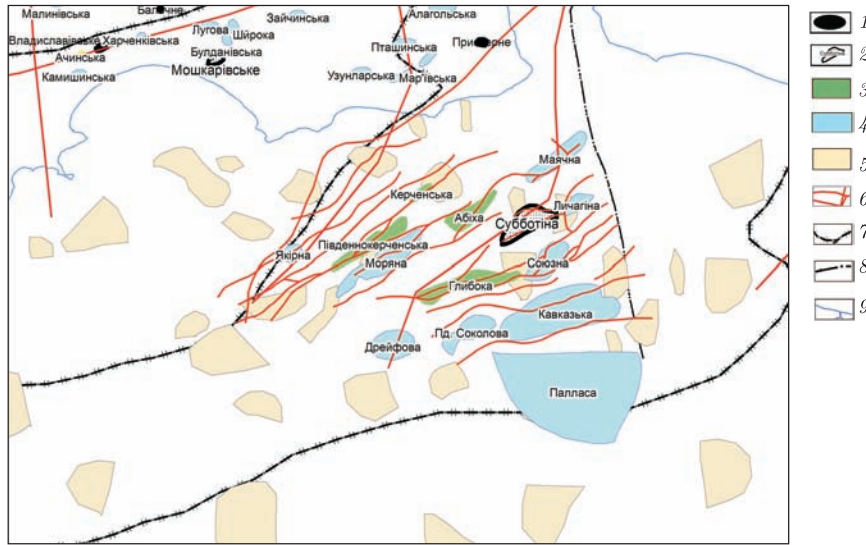 Малинівська
Балочне
Зайчинська
Алагольська
1
Владиславівське
Харченківська
Лугова
Широка
Ачинська
Булданівська
Пташинська
2
Камишинська
Мошкарівське
Узунларська
Мар'ївська
3
4
Маячна
5
Керченська
Личагіна
Абіха
Субботіна
6
Південнокерченська
Якірна
Моряна
Союзна
7
Глибока
8
Кавказька
Пд. Соколова
9
Дрейфова
Палласа